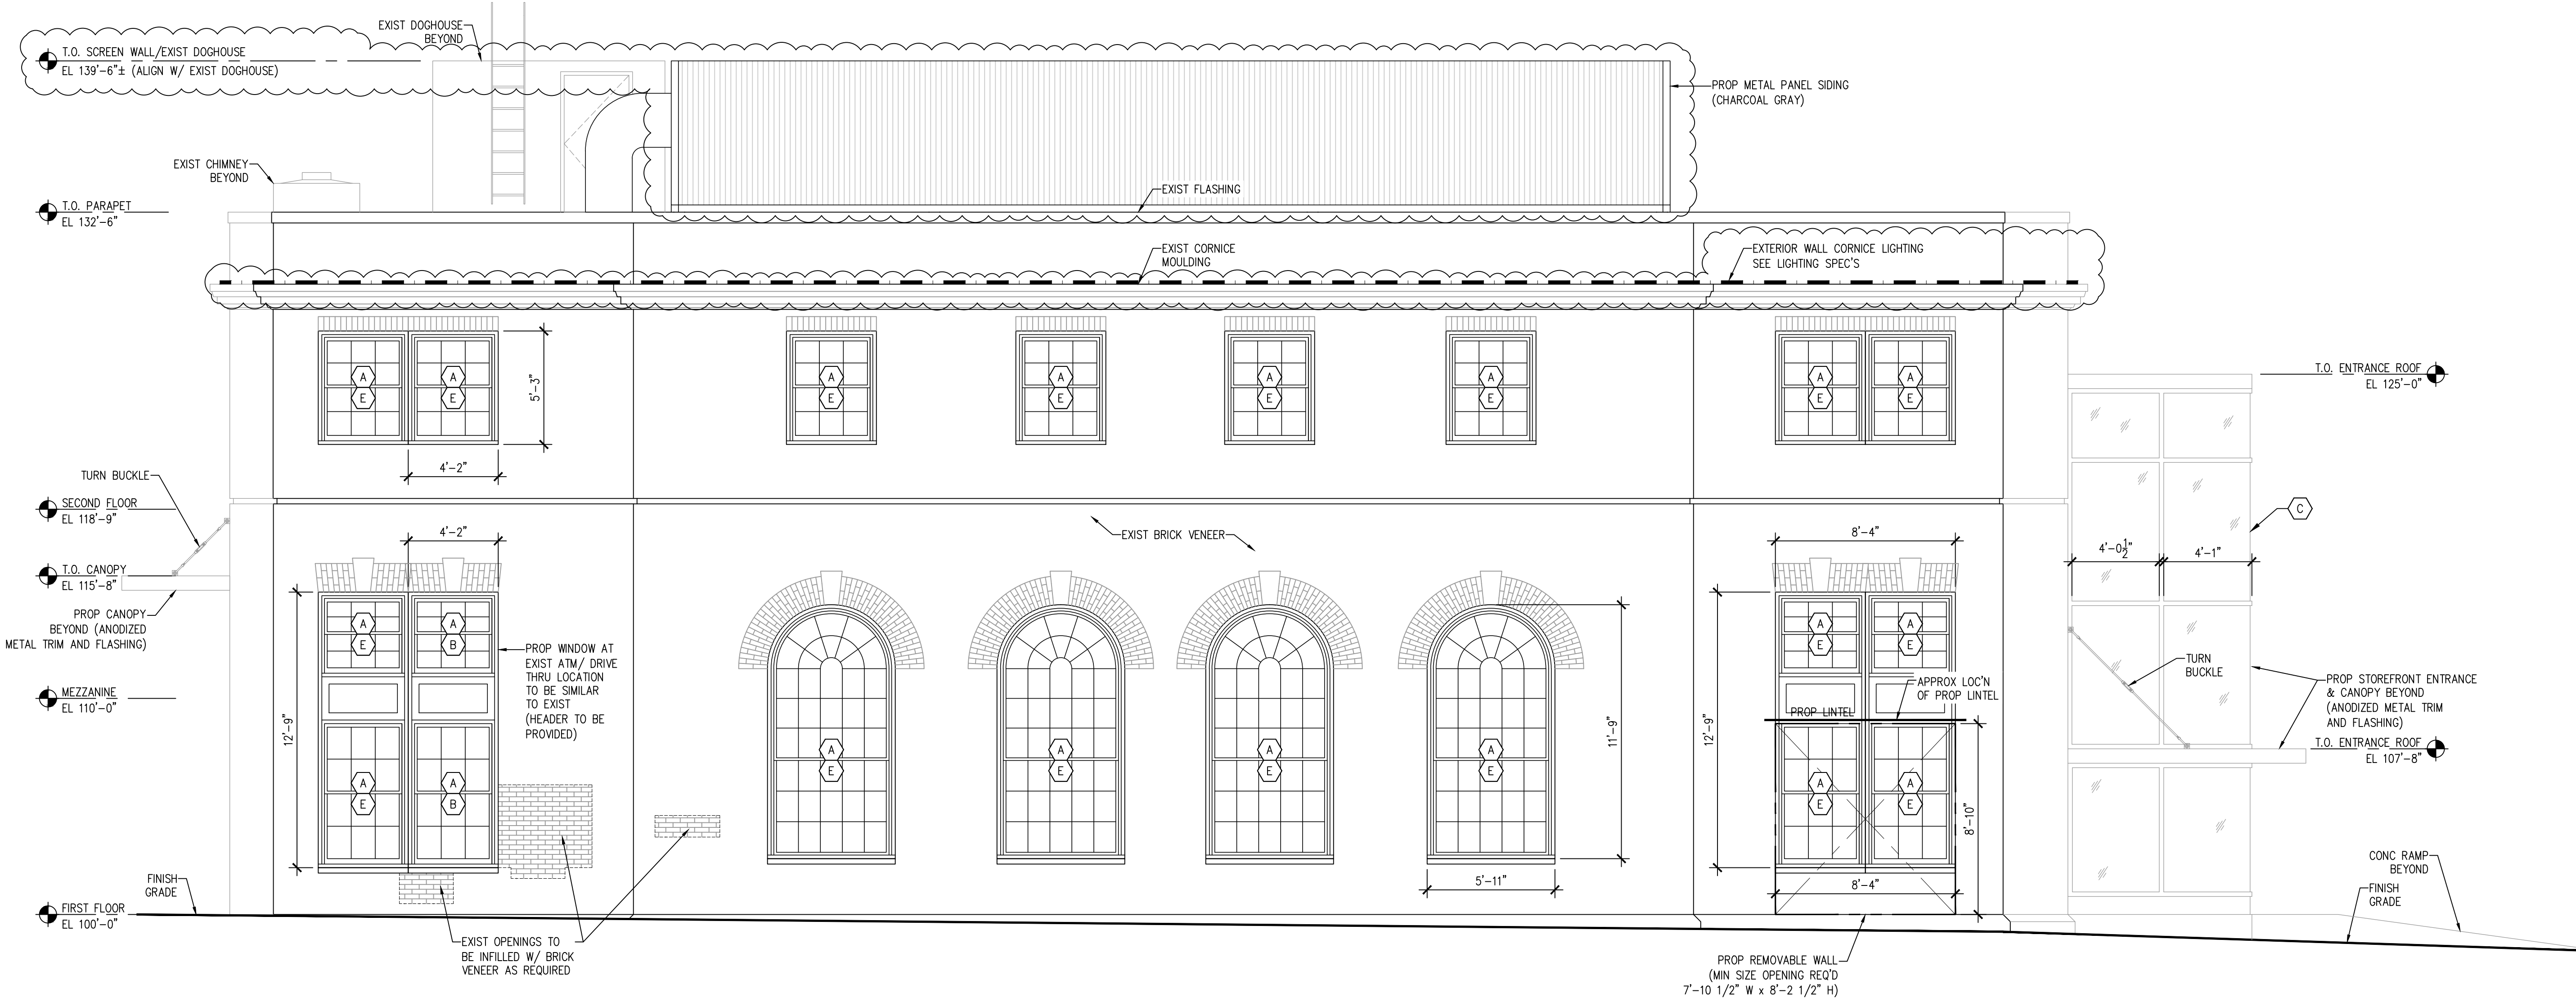 EXIST DOGHOUSE
BEYOND
T.O. SCREEN WALL/EXIST DOGHOUSE
EL 139'-6"± (ALIGN W/ EXIST DOGHOUSE)
PROP METAL PANEL SIDING
(CHARCOAL GRAY)
EXIST CHIMNEY
BEYOND
EXIST FLASHING
T.O. PARAPET
EL 132'-6"
EXIST CORNICE
MOULDING
EXTERIOR WALL CORNICE LIGHTING
SEE LIGHTING SPEC'S
A A A A A A A A
E E E E E E E E
5'-3"
4'-2"
T.O. ENTRANCE ROOF
EL 125'-0"
TURN BUCKLE
SECOND FLOOR
EL 118'-9"
C
4'-2"
EXIST BRICK VENEER
8'-4"
4'-0 1/2"
4'-1"
T.O. CANOPY
EL 115'-8"
PROP CANOPY
BEYOND (ANODIZED
METAL TRIM AND FLASHING)
A A A A
E B E E
PROP WINDOW AT
EXIST ATM/ DRIVE
THRU LOCATION
TO BE SIMILAR
TO EXIST
(HEADER TO BE
PROVIDED)
TURN
BUCKLE
APPROX LOC'N
OF PROP LINTEL
PROP LINTEL
MEZZANINE
EL 110'-0"
PROP STOREFRONT ENTRANCE
& CANOPY BEYOND
(ANODIZED METAL TRIM
AND FLASHING)
12'-9"
11'-9"
12'-9"
T.O. ENTRANCE ROOF
EL 107'-8"
A A A A A A A A
E B E E E E E E
8'-10"
5'-11"
8'-4"
FINISH
GRADE
CONC RAMP
BEYOND
FINISH
GRADE
FIRST FLOOR
EL 100'-0"
EXIST OPENINGS TO
BE INFILLED W/ BRICK
VENEER AS REQUIRED
PROP REMOVABLE WALL
(MIN SIZE OPENING REQ'D
7'-10 1/2" W x 8'-2 1/2" H)